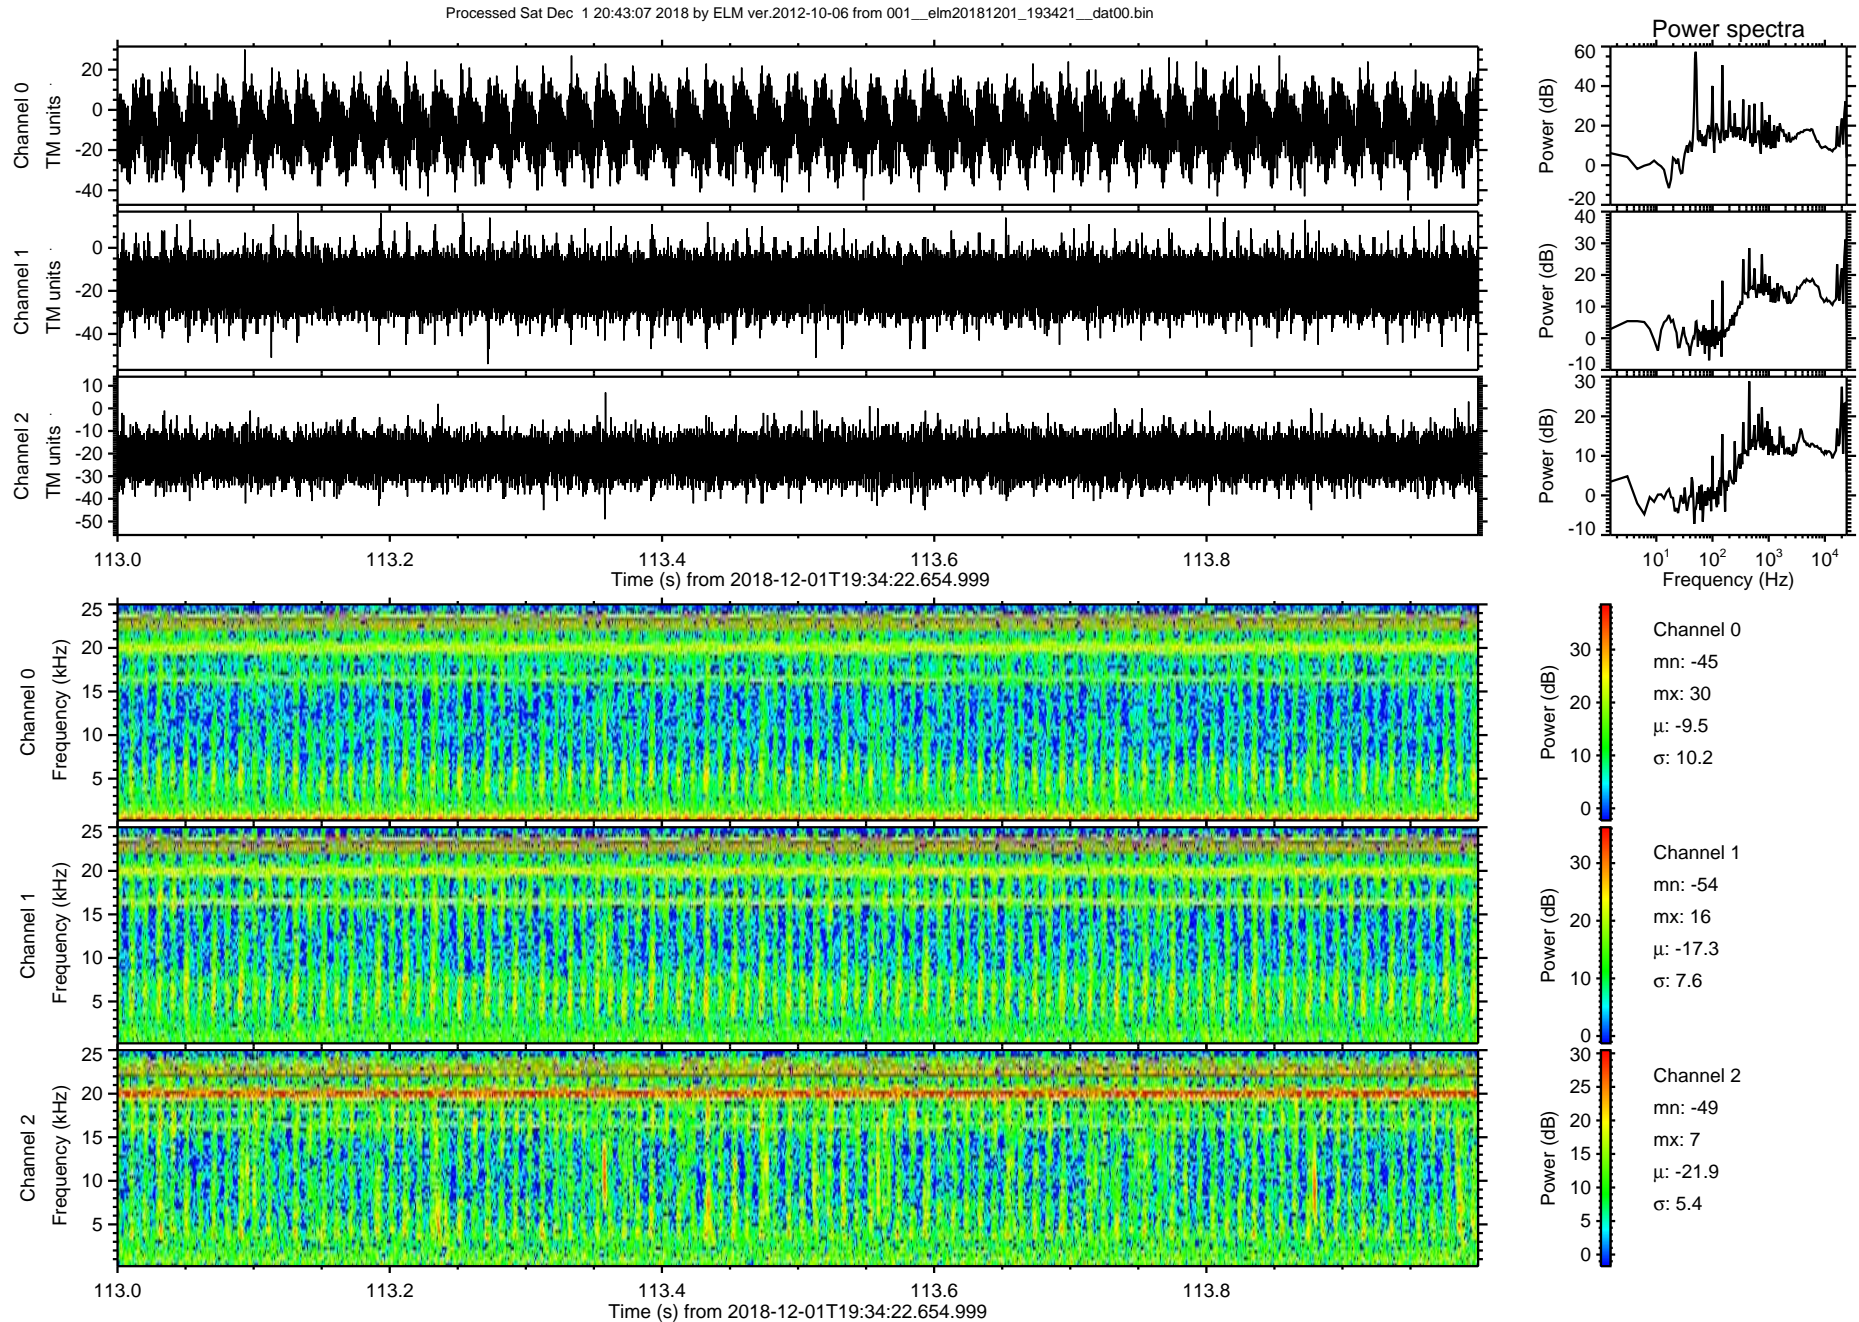 Processed Sat Dec  1 20:43:07 2018 by ELM ver.2012-10-06 from 001__elm20181201_193421__dat00.bin
Power spectra
Channel 0
TM units
20
0
-20
-40
Power (dB)
60
40
20
0
-20
Channel 1
TM units
0
-20
-40
Power (dB)
40
30
20
10
0
-10
Channel 2
TM units
10
0
-10
-20
-30
-40
-50
Power (dB)
30
20
10
0
-10
113.0 113.2 113.4 113.6 113.8
Time (s) from 2018-12-01T19:34:22.654.999
10¹ 10² 10³ 10⁴
Frequency (Hz)
Channel 0
Frequency (kHz)
25
20
15
10
5
Power (dB)
30
20
10
0
Channel 0
mn: -45
mx: 30
μ: -9.5
σ: 10.2
Channel 1
Frequency (kHz)
25
20
15
10
5
Power (dB)
30
20
10
0
Channel 1
mn: -54
mx: 16
μ: -17.3
σ: 7.6
Channel 2
Frequency (kHz)
25
20
15
10
5
Power (dB)
30
25
20
15
10
5
0
Channel 2
mn: -49
mx: 7
μ: -21.9
σ: 5.4
113.0 113.2 113.4 113.6 113.8
Time (s) from 2018-12-01T19:34:22.654.999